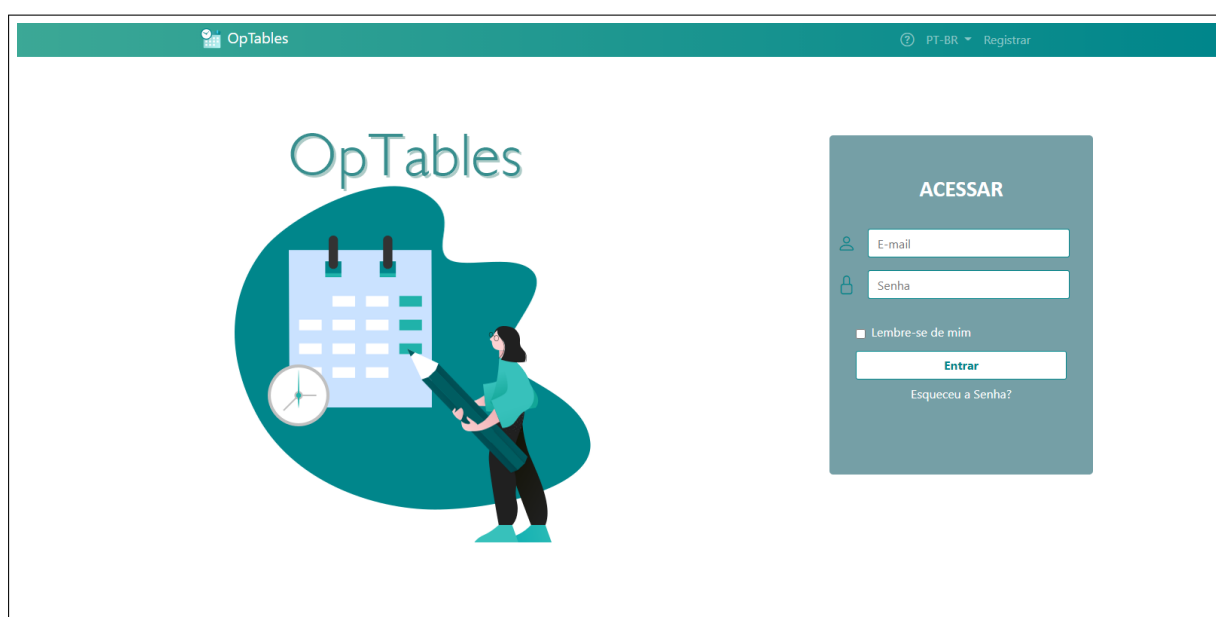 OpTables
PT-BR
Registrar
OpTables
ACESSAR
E-mail
Senha
Lembre-se de mim
Entrar
Esqueceu a Senha?